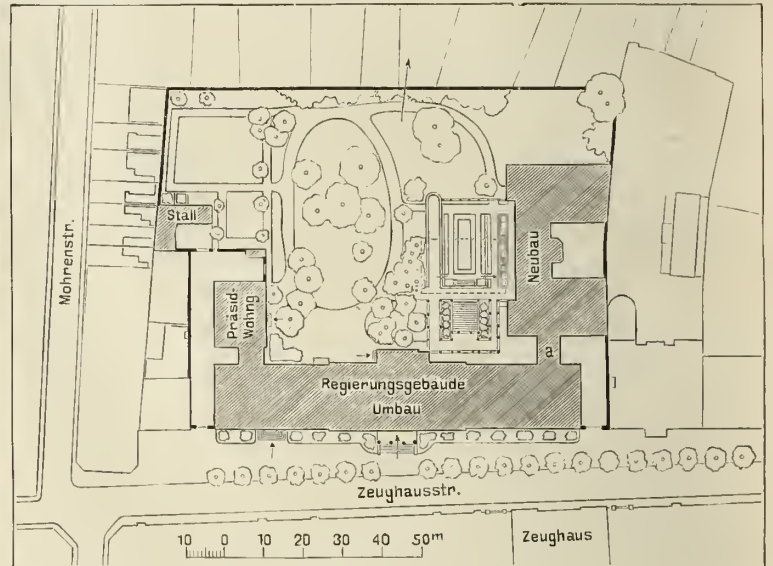 Mohrenstr.
Stall
Präsid-
Wohng
Neubau
a
Regierungsgebäude
Umbau
Zeughausstr.
10 0 10 20 30 40 50m
Zeughaus